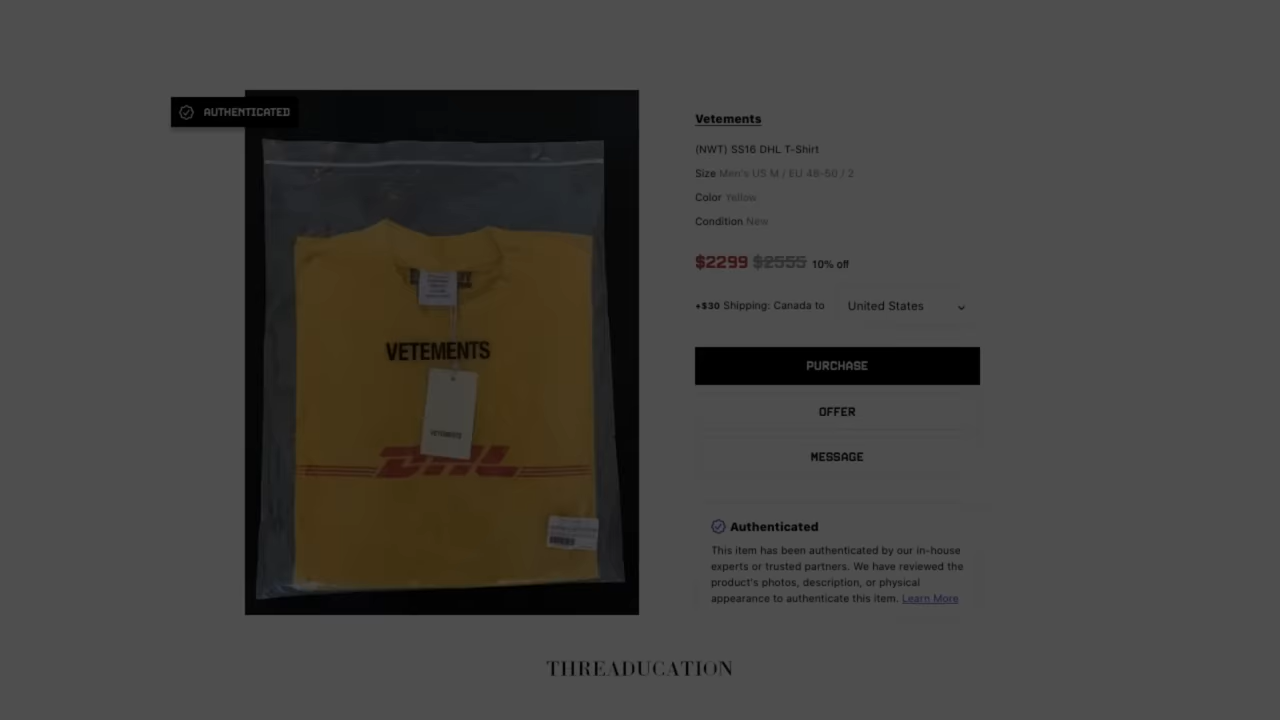 AUTHENTICATED
VETEMENTS
VETEMENTS
DHL
Vetements
(NWT) SS16 DHL T-Shirt
Size Men's US M / EU 48-50 / 2
Color Yellow
Condition New
$2299 $2555 10% off
+$30 Shipping: Canada to United States
PURCHASE
OFFER
MESSAGE
Authenticated
This item has been authenticated by our in-house
experts or trusted partners. We have reviewed the
product's photos, description, or physical
appearance to authenticate this item. Learn More
THREADUCATION